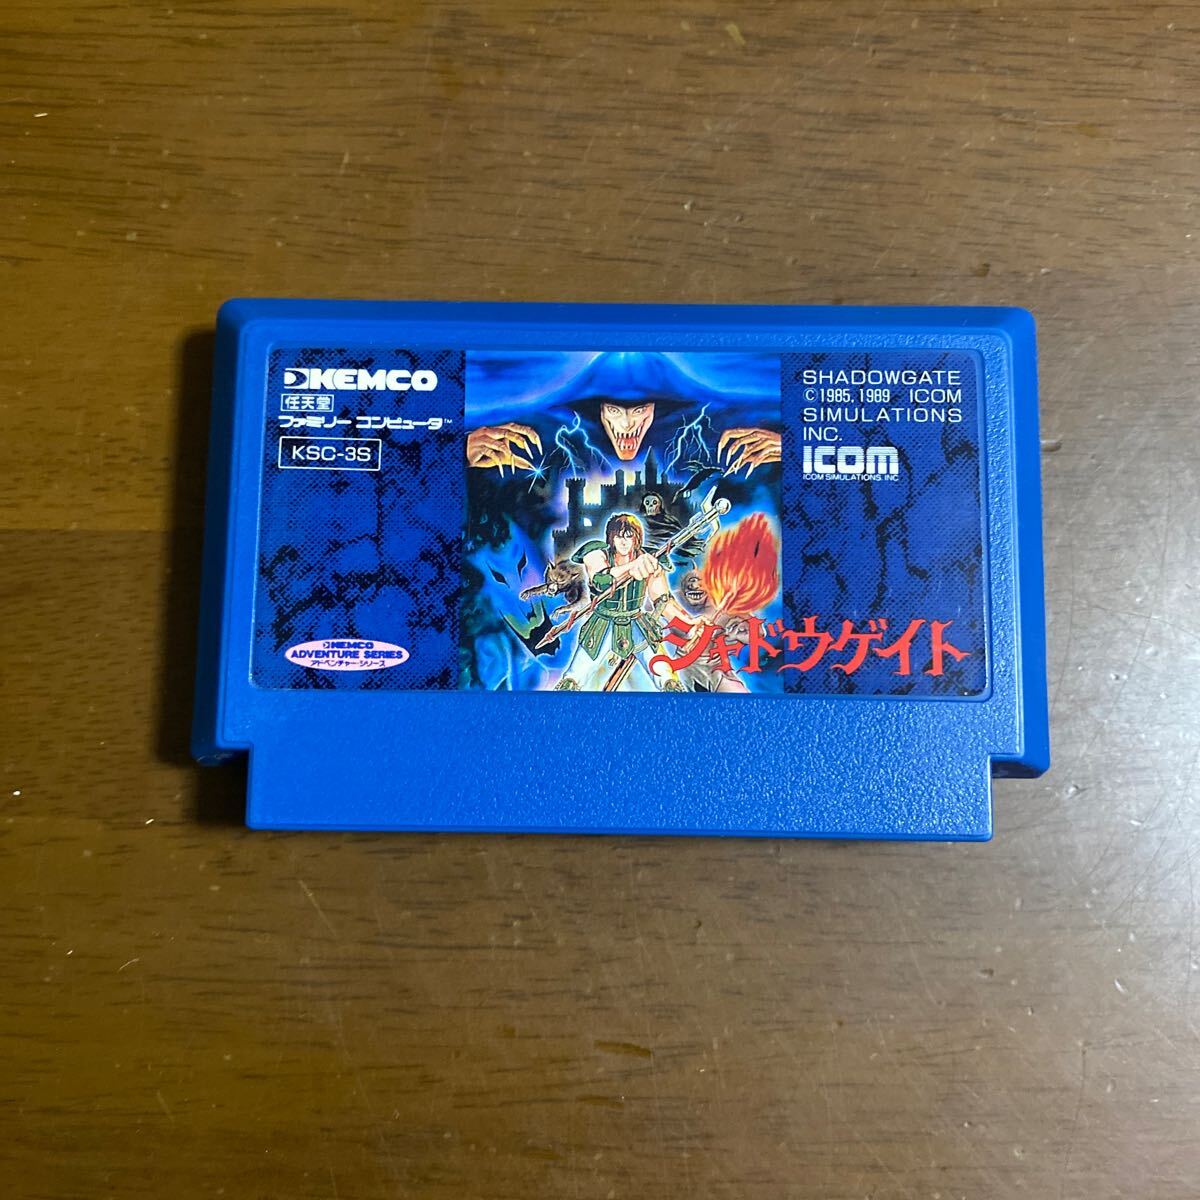 KEMCO
任天堂
ファミリー コンピュータ™
KSC-3S
SHADOWGATE
© 1985, 1989 ICOM
SIMULATIONS
INC.
ICOM
ICOM SIMULATIONS, INC.
KEMCO
ADVENTURE SERIES
アドベンチャー・シリーズ
シャドウゲイト